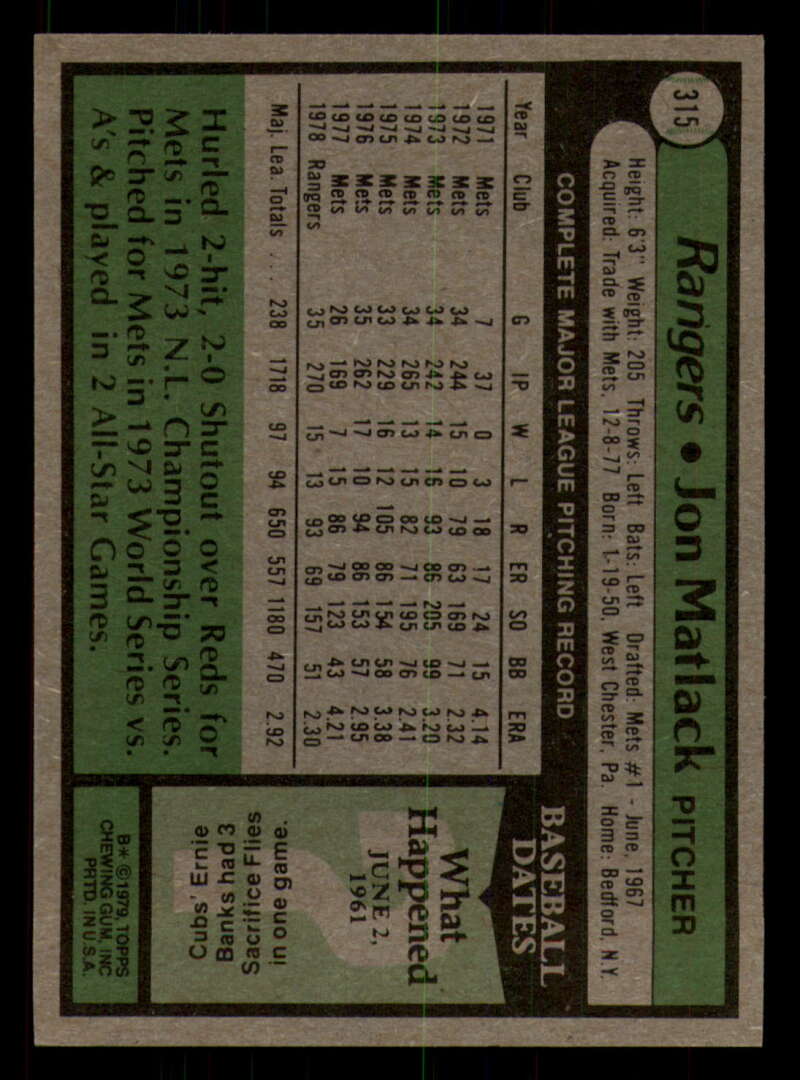 315
Rangers • Jon Matlack PITCHER
Height: 6'3" Weight: 205 Throws: Left Bats: Left Drafted: Mets #1 - June, 1967
Acquired: Trade with Mets, 12-8-77 Born: 1-19-50, West Chester, Pa. Home: Bedford, N.Y.
COMPLETE MAJOR LEAGUE PITCHING RECORD
Year Club G IP W L R ER SO BB ERA
1971 Mets 7 37 0 3 18 17 24 15 4.14
1972 Mets 34 244 15 10 79 63 169 71 2.32
1973 Mets 34 242 14 16 93 86 205 99 3.20
1974 Mets 34 265 13 15 82 71 195 76 2.41
1975 Mets 33 229 16 12 105 86 154 58 3.38
1976 Mets 35 262 17 10 94 86 153 57 2.95
1977 Mets 26 169 7 15 86 79 123 43 4.21
1978 Rangers 35 270 15 13 93 69 157 51 2.30
Maj. Lea. Totals . . . 238 1718 97 94 650 557 1180 470 2.92
Hurled 2-hit, 2-0 Shutout over Reds for
Mets in 1973 N.L. Championship Series.
Pitched for Mets in 1973 World Series vs.
A's & played in 2 All-Star Games.
BASEBALL
DATES
What
Happened
JUNE 2,
1961
Cubs' Ernie
Banks had 3
Sacrifice Flies
in one game.
B* ©1979, TOPPS
CHEWING GUM, INC
PRTD. IN U.S.A.